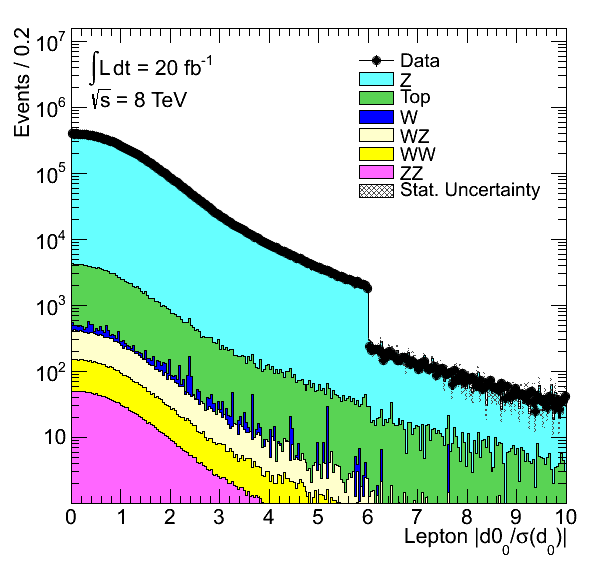 10⁷
∫L dt = 20 fb⁻¹
√s = 8 TeV
Data
Z
Top
W
WZ
WW
ZZ
Stat. Uncertainty
Events / 0.2
10⁶
10⁵
10⁴
10³
10²
10
0 1 2 3 4 5 6 7 8 9 10
Lepton |d0₀/σ(d₀)|